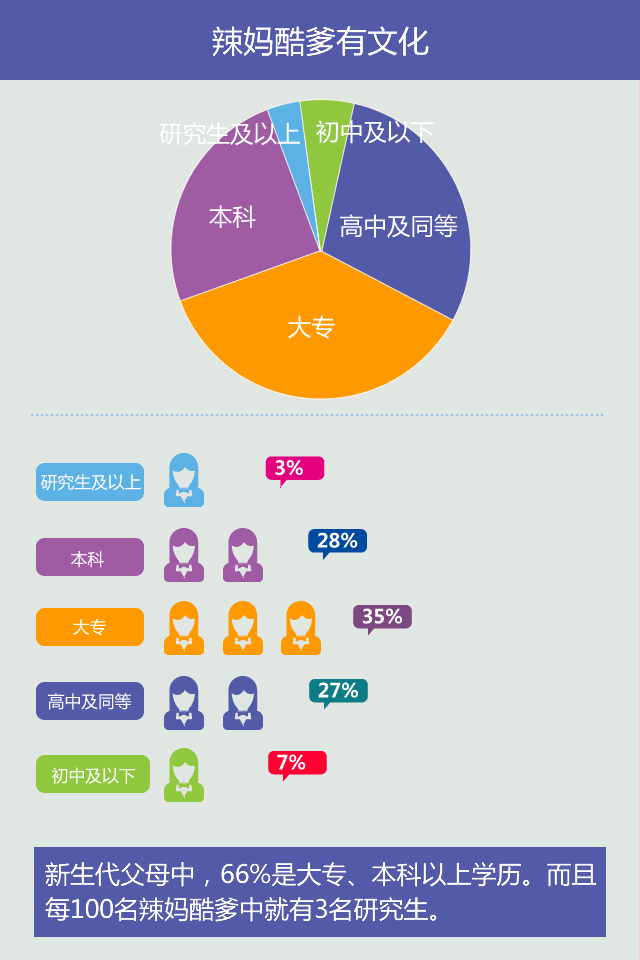 辣妈酷爹有文化
研究生及以上
初中及以下
本科
高中及同等
大专
研究生及以上
3%
本科
28%
大专
35%
高中及同等
27%
初中及以下
7%
新生代父母中，66%是大专、本科以上学历。而且
每100名辣妈酷爹中就有3名研究生。